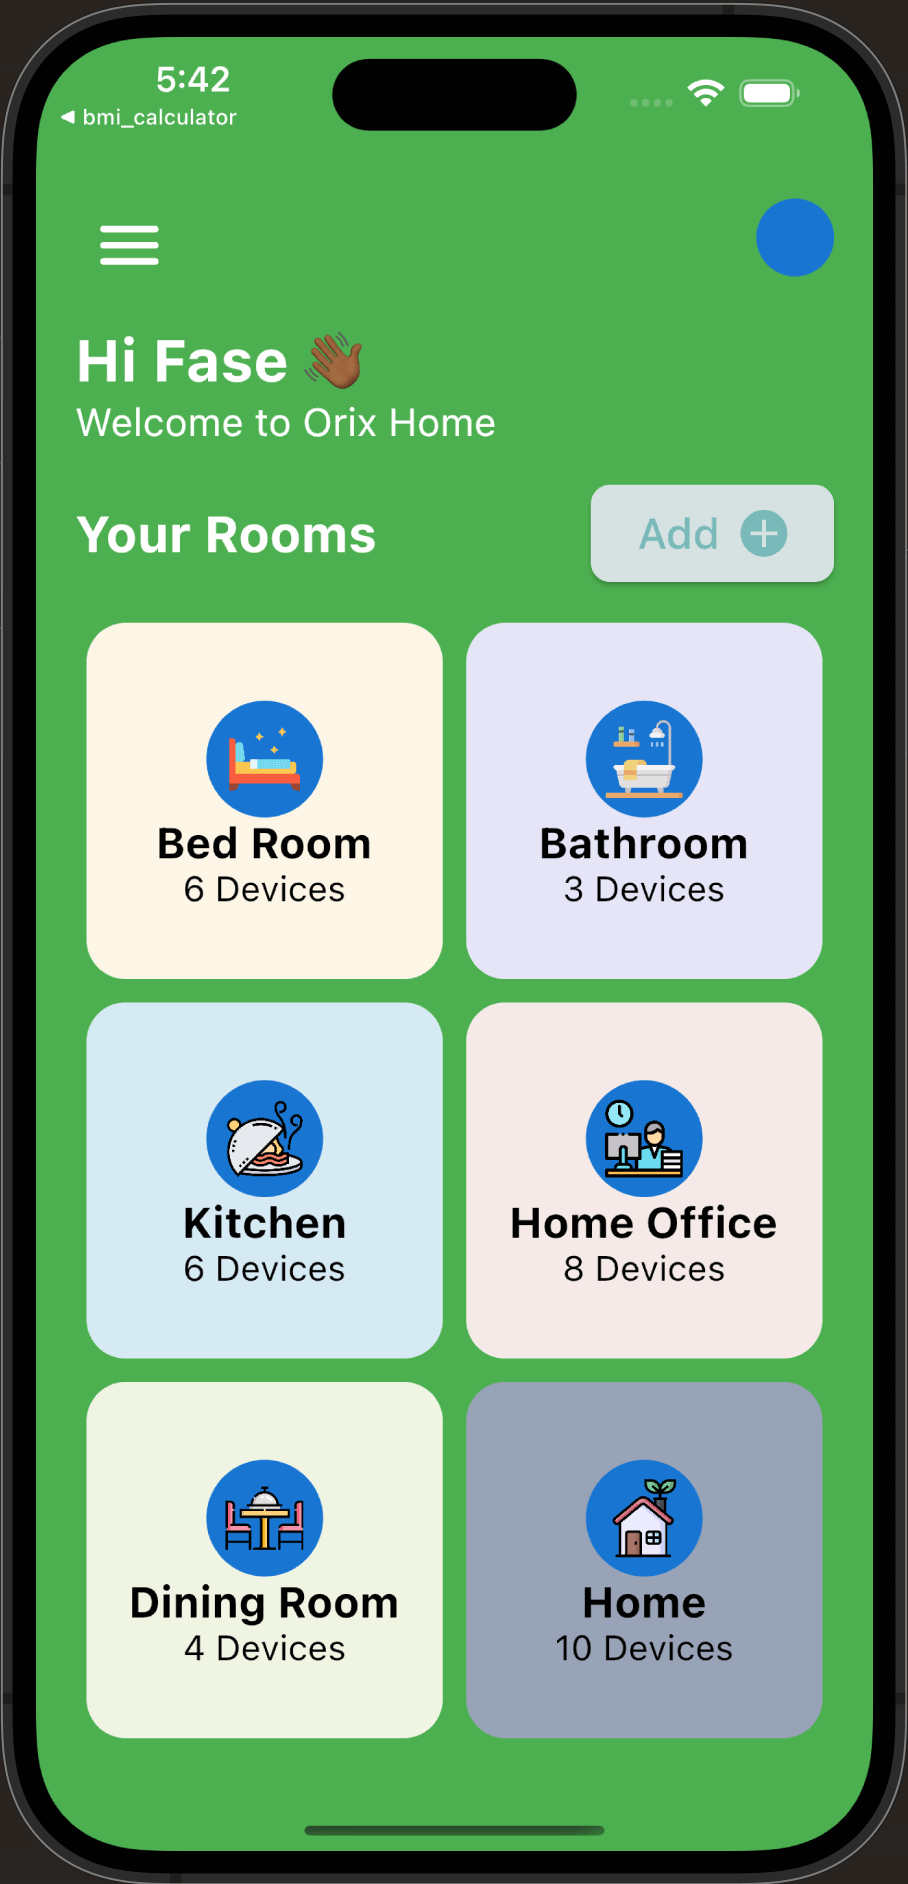 5:42
◀ bmi_calculator
Hi Fase 👋🏾
Welcome to Orix Home
Your Rooms
Add
Bed Room
6 Devices
Bathroom
3 Devices
Kitchen
6 Devices
Home Office
8 Devices
Dining Room
4 Devices
Home
10 Devices